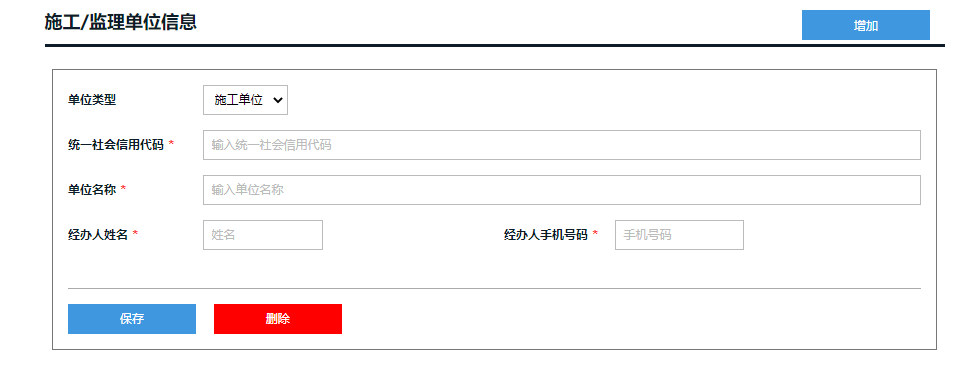 施工/监理单位信息 增加
单位类型 施工单位
统一社会信用代码 * 输入统一社会信用代码
单位名称 * 输入单位名称
经办人姓名 * 姓名 经办人手机号码 * 手机号码
保存 删除